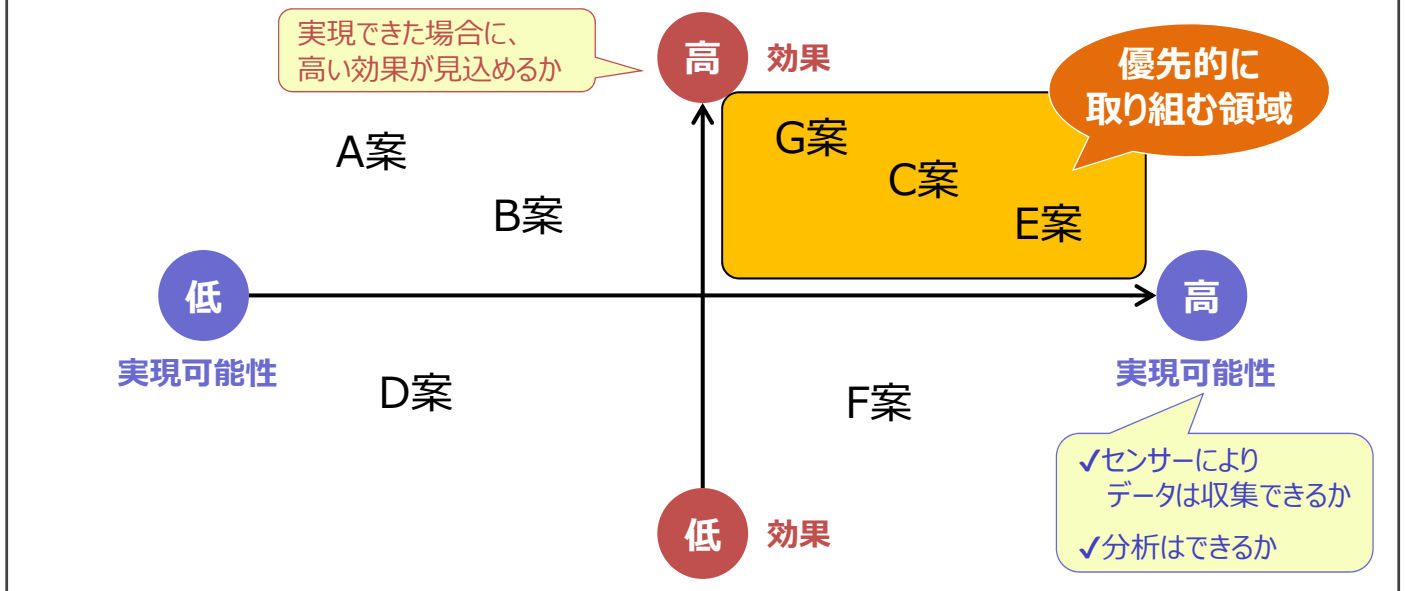 実現できた場合に、
高い効果が見込めるか
高
効果
優先的に
取り組む領域
A案
G案
C案
B案
E案
低
実現可能性
高
実現可能性
D案
F案
✓センサーにより
データは収集できるか
✓分析はできるか
低
効果